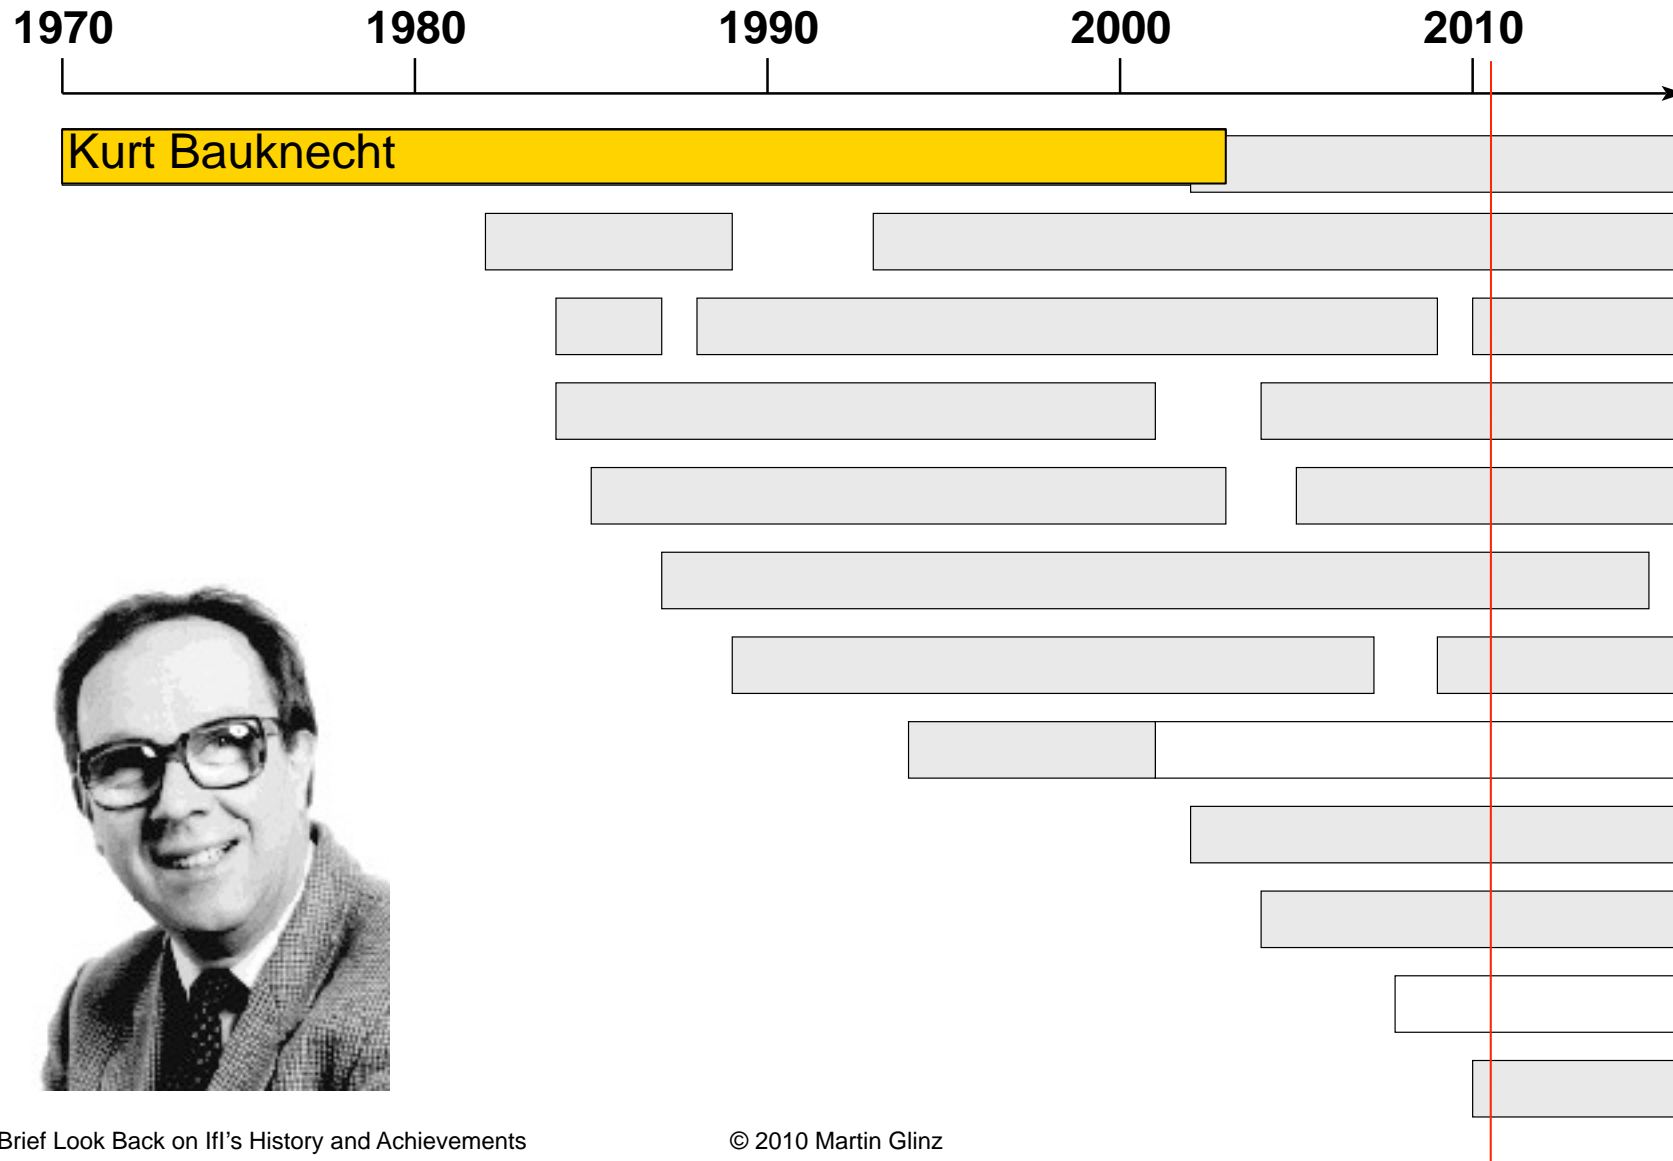 1970 1980 1990 2000 2010
Kurt Bauknecht
Brief Look Back on IfI's History and Achievements © 2010 Martin Glinz